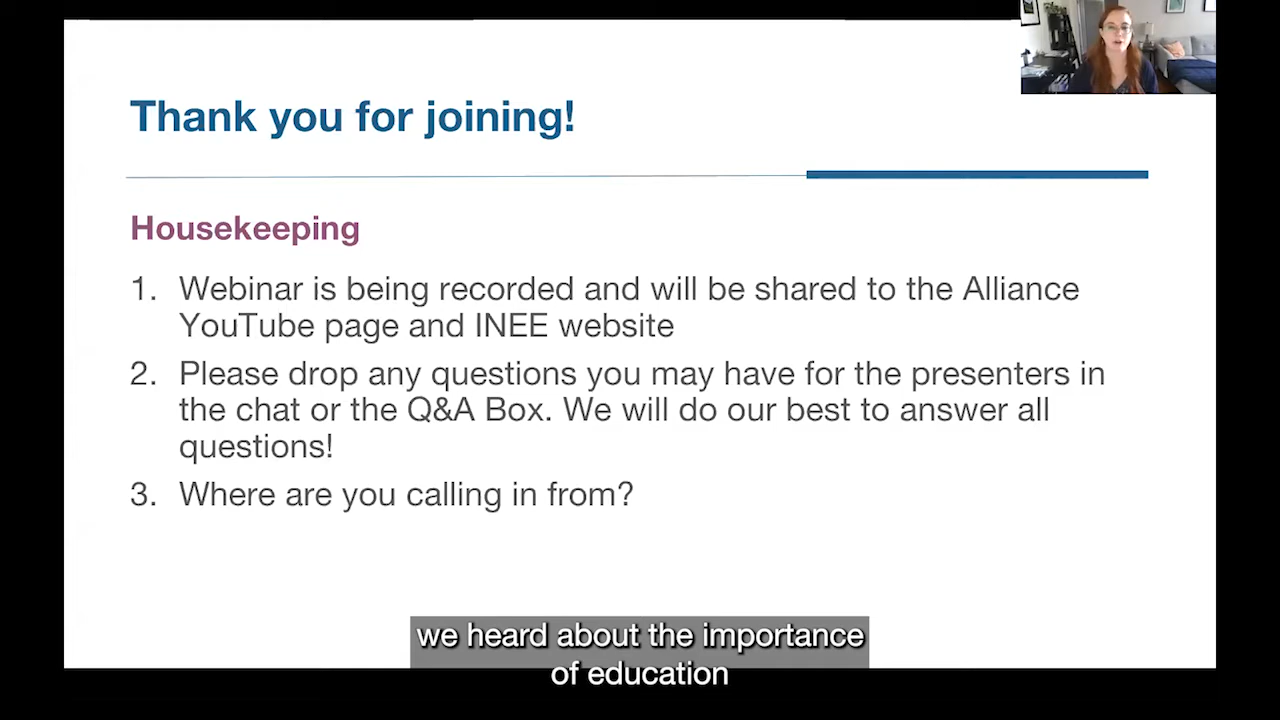 Thank you for joining!
Housekeeping
1. Webinar is being recorded and will be shared to the Alliance
YouTube page and INEE website
2. Please drop any questions you may have for the presenters in
the chat or the Q&A Box. We will do our best to answer all
questions!
3. Where are you calling in from?
we heard about the importance
of education